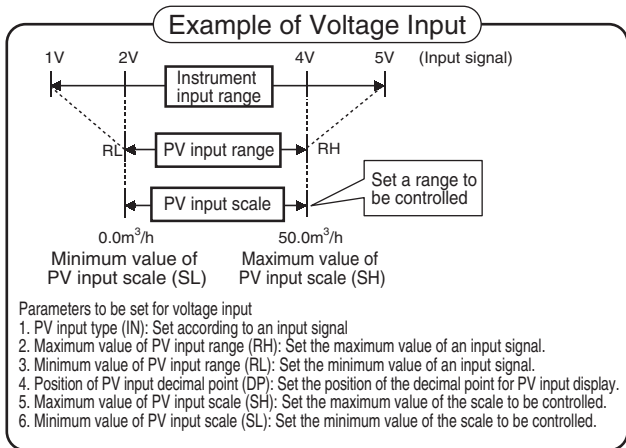 Example of Voltage Input
1V 2V 4V 5V (Input signal)
Instrument
input range
RL PV input range RH
PV input scale
Set a range to
be controlled
0.0m³/h 50.0m³/h
Minimum value of Maximum value of
PV input scale (SL) PV input scale (SH)
Parameters to be set for voltage input
1. PV input type (IN): Set according to an input signal
2. Maximum value of PV input range (RH): Set the maximum value of an input signal.
3. Minimum value of PV input range (RL): Set the minimum value of an input signal.
4. Position of PV input decimal point (DP): Set the position of the decimal point for PV input display.
5. Maximum value of PV input scale (SH): Set the maximum value of the scale to be controlled.
6. Minimum value of PV input scale (SL): Set the minimum value of the scale to be controlled.